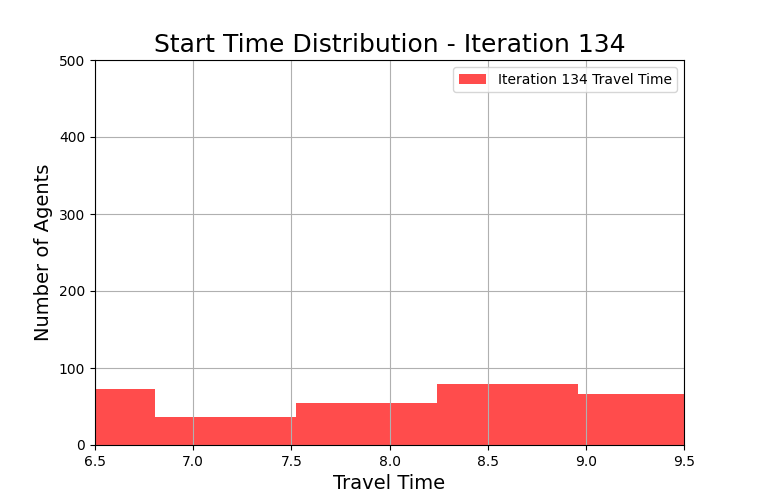 Start Time Distribution - Iteration 134
500
400
300
200
100
0
Number of Agents
Iteration 134 Travel Time
6.5 7.0 7.5 8.0 8.5 9.0 9.5
Travel Time